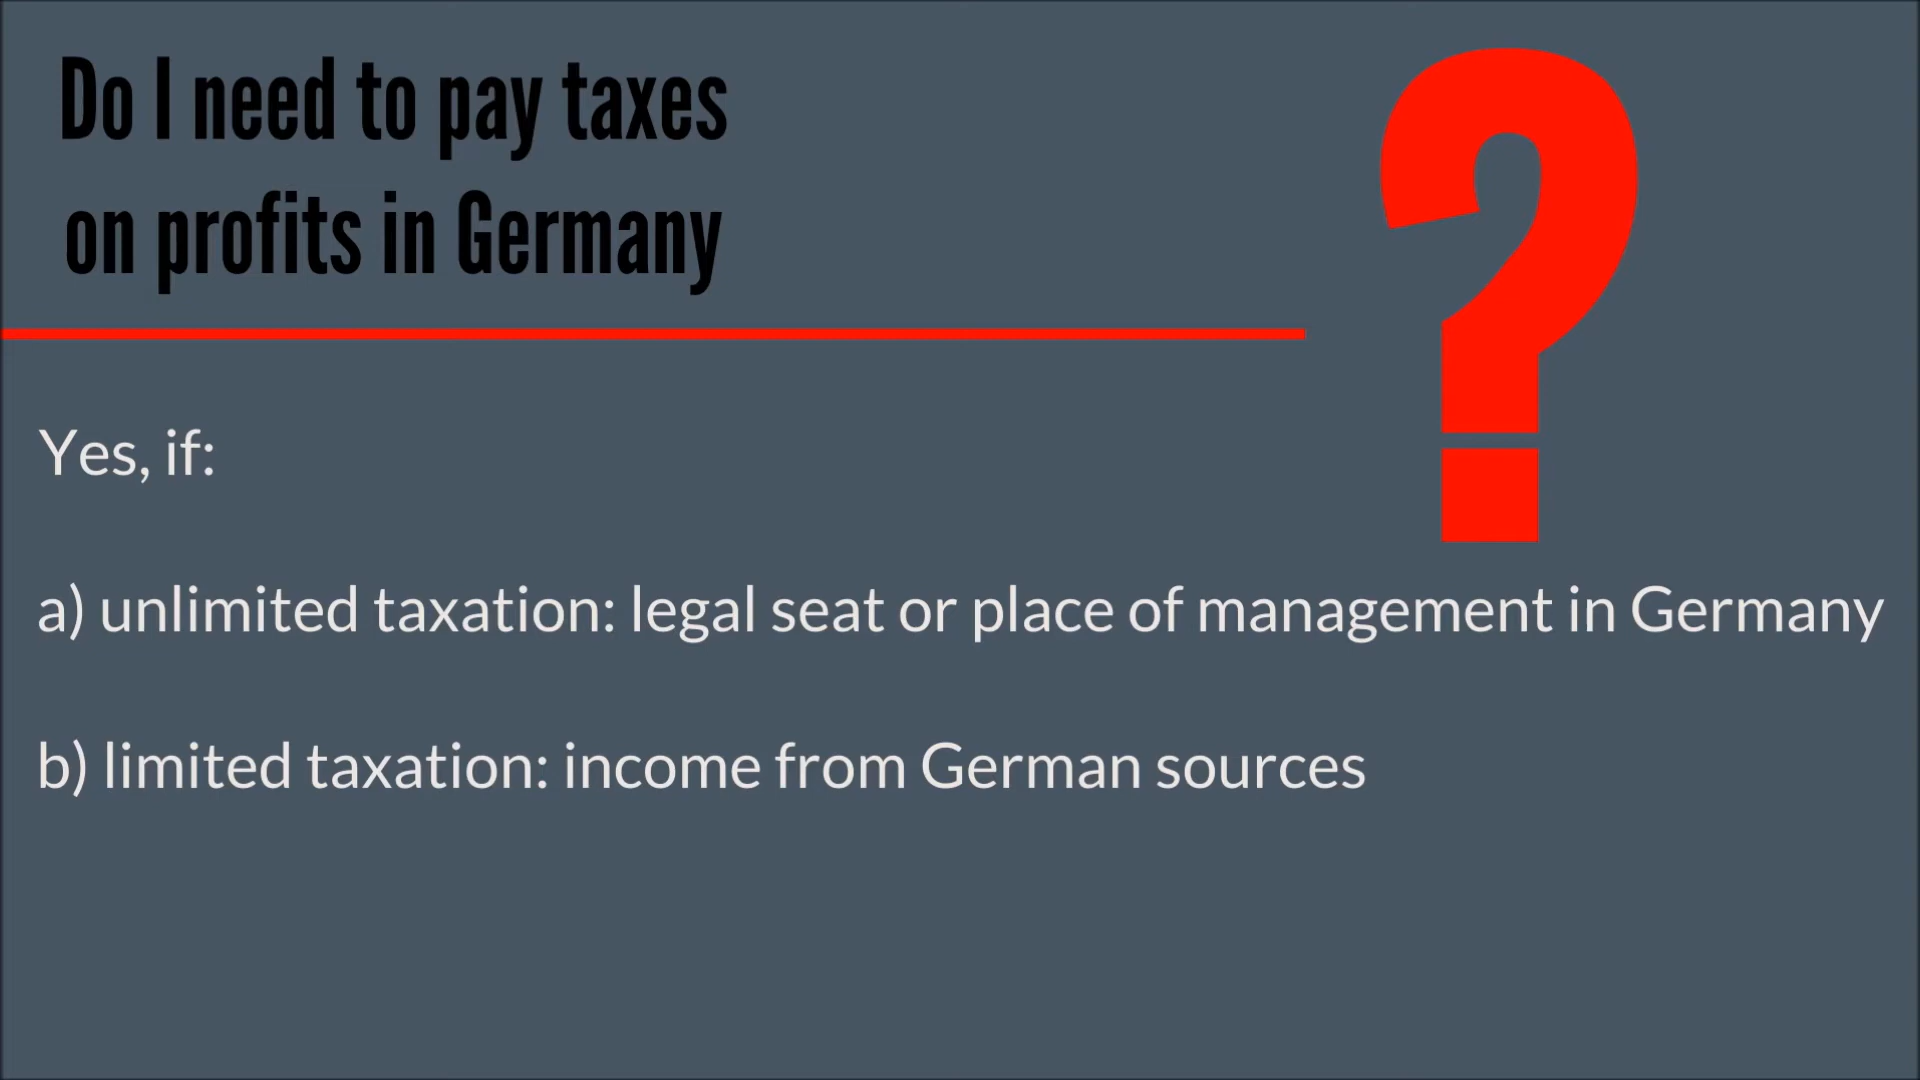 Do I need to pay taxes
on profits in Germany
?
Yes, if:
a) unlimited taxation: legal seat or place of management in Germany
b) limited taxation: income from German sources